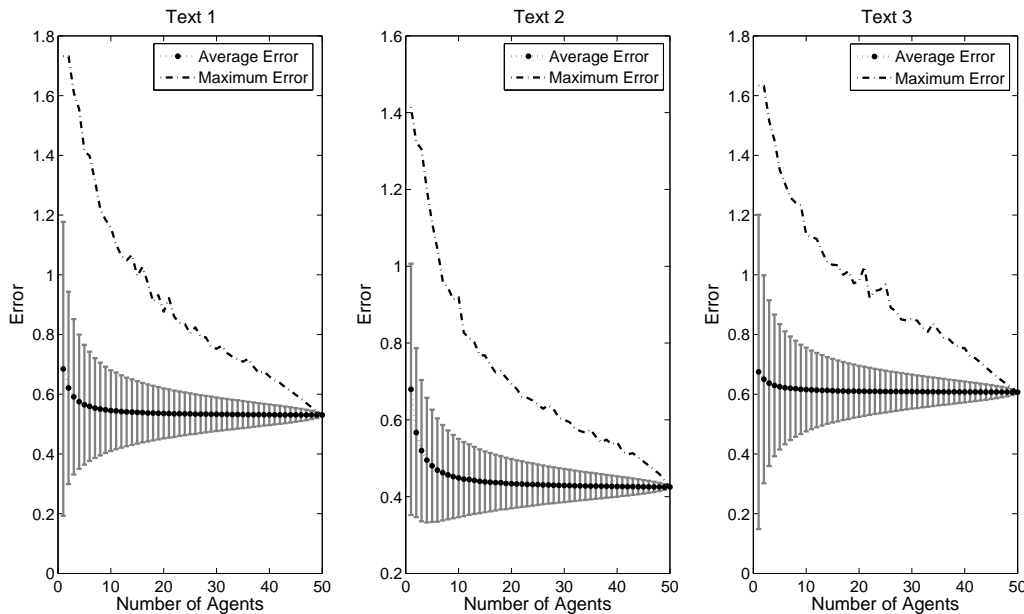 Text 1
1.8
1.6
1.4
1.2
1
0.8
0.6
0.4
0.2
0
Error
0 10 20 30 40 50
Number of Agents
Average Error
Maximum Error
Text 2
1.6
1.4
1.2
1
0.8
0.6
0.4
0.2
Error
0 10 20 30 40 50
Number of Agents
Average Error
Maximum Error
Text 3
1.8
1.6
1.4
1.2
1
0.8
0.6
0.4
0.2
0
Error
0 10 20 30 40 50
Number of Agents
Average Error
Maximum Error